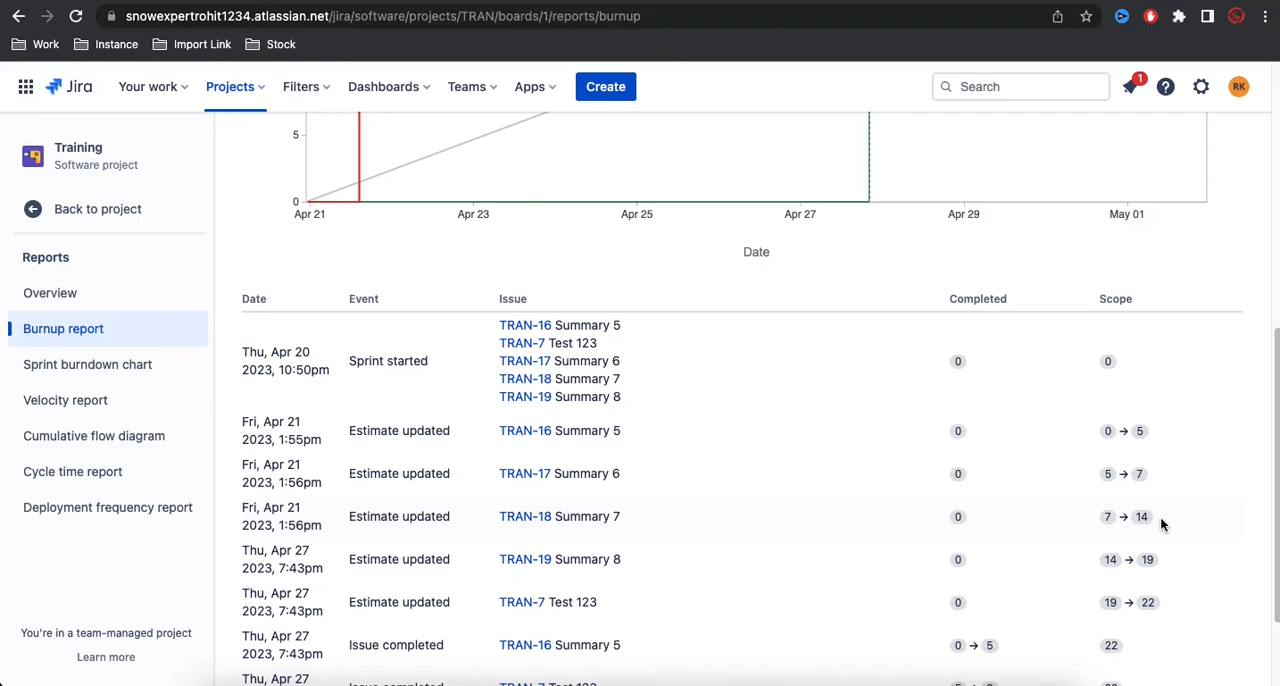 snowexpertrohit1234.atlassian.net/jira/software/projects/TRAN/boards/1/reports/burnup
Work Instance Import Link Stock
Jira Your work Projects Filters Dashboards Teams Apps Create Search 1 RK
Training
Software project
Back to project
Reports
Overview
Burnup report
Sprint burndown chart
Velocity report
Cumulative flow diagram
Cycle time report
Deployment frequency report
You're in a team-managed project
Learn more
5
0
Apr 21 Apr 23 Apr 25 Apr 27 Apr 29 May 01
Date
Date Event Issue Completed Scope
Thu, Apr 20
2023, 10:50pm
Sprint started
TRAN-16 Summary 5
TRAN-7 Test 123
TRAN-17 Summary 6
TRAN-18 Summary 7
TRAN-19 Summary 8
0 0
Fri, Apr 21
2023, 1:55pm
Estimate updated TRAN-16 Summary 5 0 0 → 5
Fri, Apr 21
2023, 1:56pm
Estimate updated TRAN-17 Summary 6 0 5 → 7
Fri, Apr 21
2023, 1:56pm
Estimate updated TRAN-18 Summary 7 0 7 → 14
Thu, Apr 27
2023, 7:43pm
Estimate updated TRAN-19 Summary 8 0 14 → 19
Thu, Apr 27
2023, 7:43pm
Estimate updated TRAN-7 Test 123 0 19 → 22
Thu, Apr 27
2023, 7:43pm
Issue completed TRAN-16 Summary 5 0 → 5 22
Thu, Apr 27